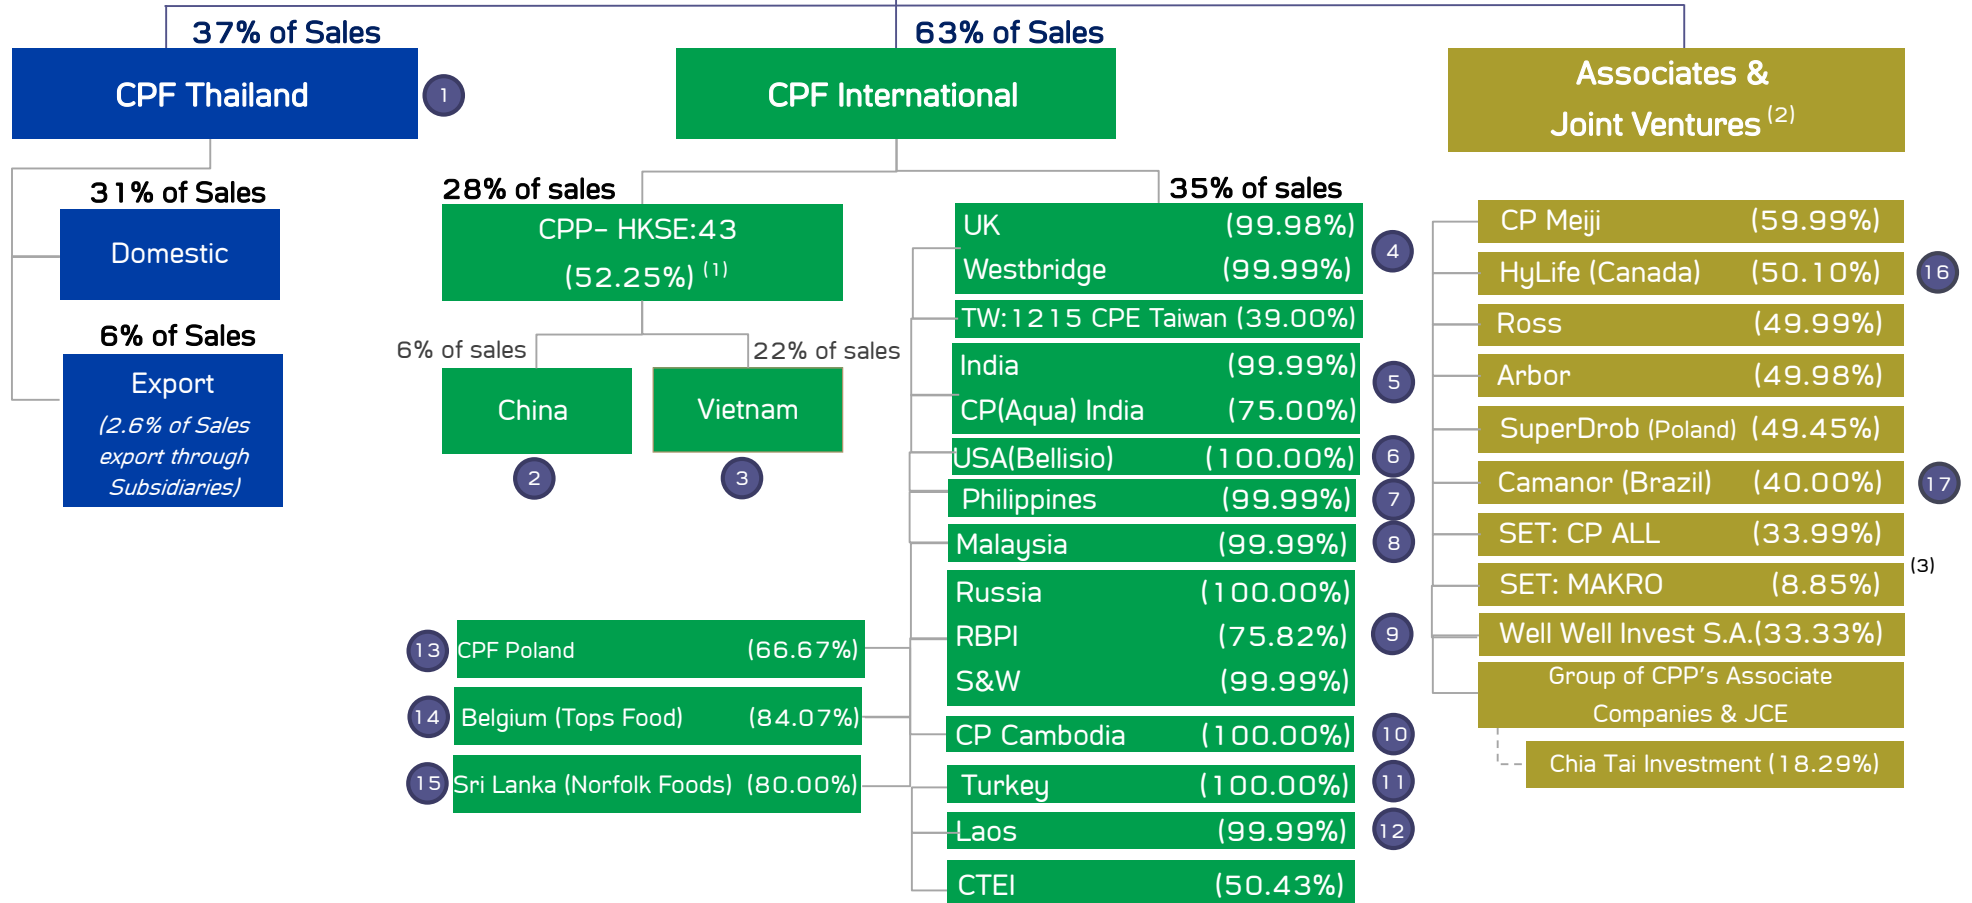 37% of Sales
CPF Thailand
1
31% of Sales
Domestic
6% of Sales
Export
(2.6% of Sales
export through
Subsidiaries)
63% of Sales
CPF International
28% of sales
CPP- HKSE:43
(52.25%) (1)
6% of sales
China
2
22% of sales
Vietnam
3
35% of sales
UK (99.98%)
Westbridge (99.99%)
4
TW:1215 CPE Taiwan (39.00%)
India (99.99%)
CP(Aqua) India (75.00%)
5
USA(Bellisio) (100.00%)
6
Philippines (99.99%)
7
Malaysia (99.99%)
8
Russia (100.00%)
RBPI (75.82%)
S&W (99.99%)
9
CP Cambodia (100.00%)
10
Turkey (100.00%)
11
Laos (99.99%)
12
CTEI (50.43%)
13
CPF Poland (66.67%)
14
Belgium (Tops Food) (84.07%)
15
Sri Lanka (Norfolk Foods) (80.00%)
Associates &
Joint Ventures (2)
CP Meiji (59.99%)
HyLife (Canada) (50.10%)
16
Ross (49.99%)
Arbor (49.98%)
SuperDrob (Poland) (49.45%)
Camanor (Brazil) (40.00%)
17
SET: CP ALL (33.99%)
SET: MAKRO (8.85%)
(3)
Well Well Invest S.A.(33.33%)
Group of CPP's Associate
Companies & JCE
Chia Tai Investment (18.29%)